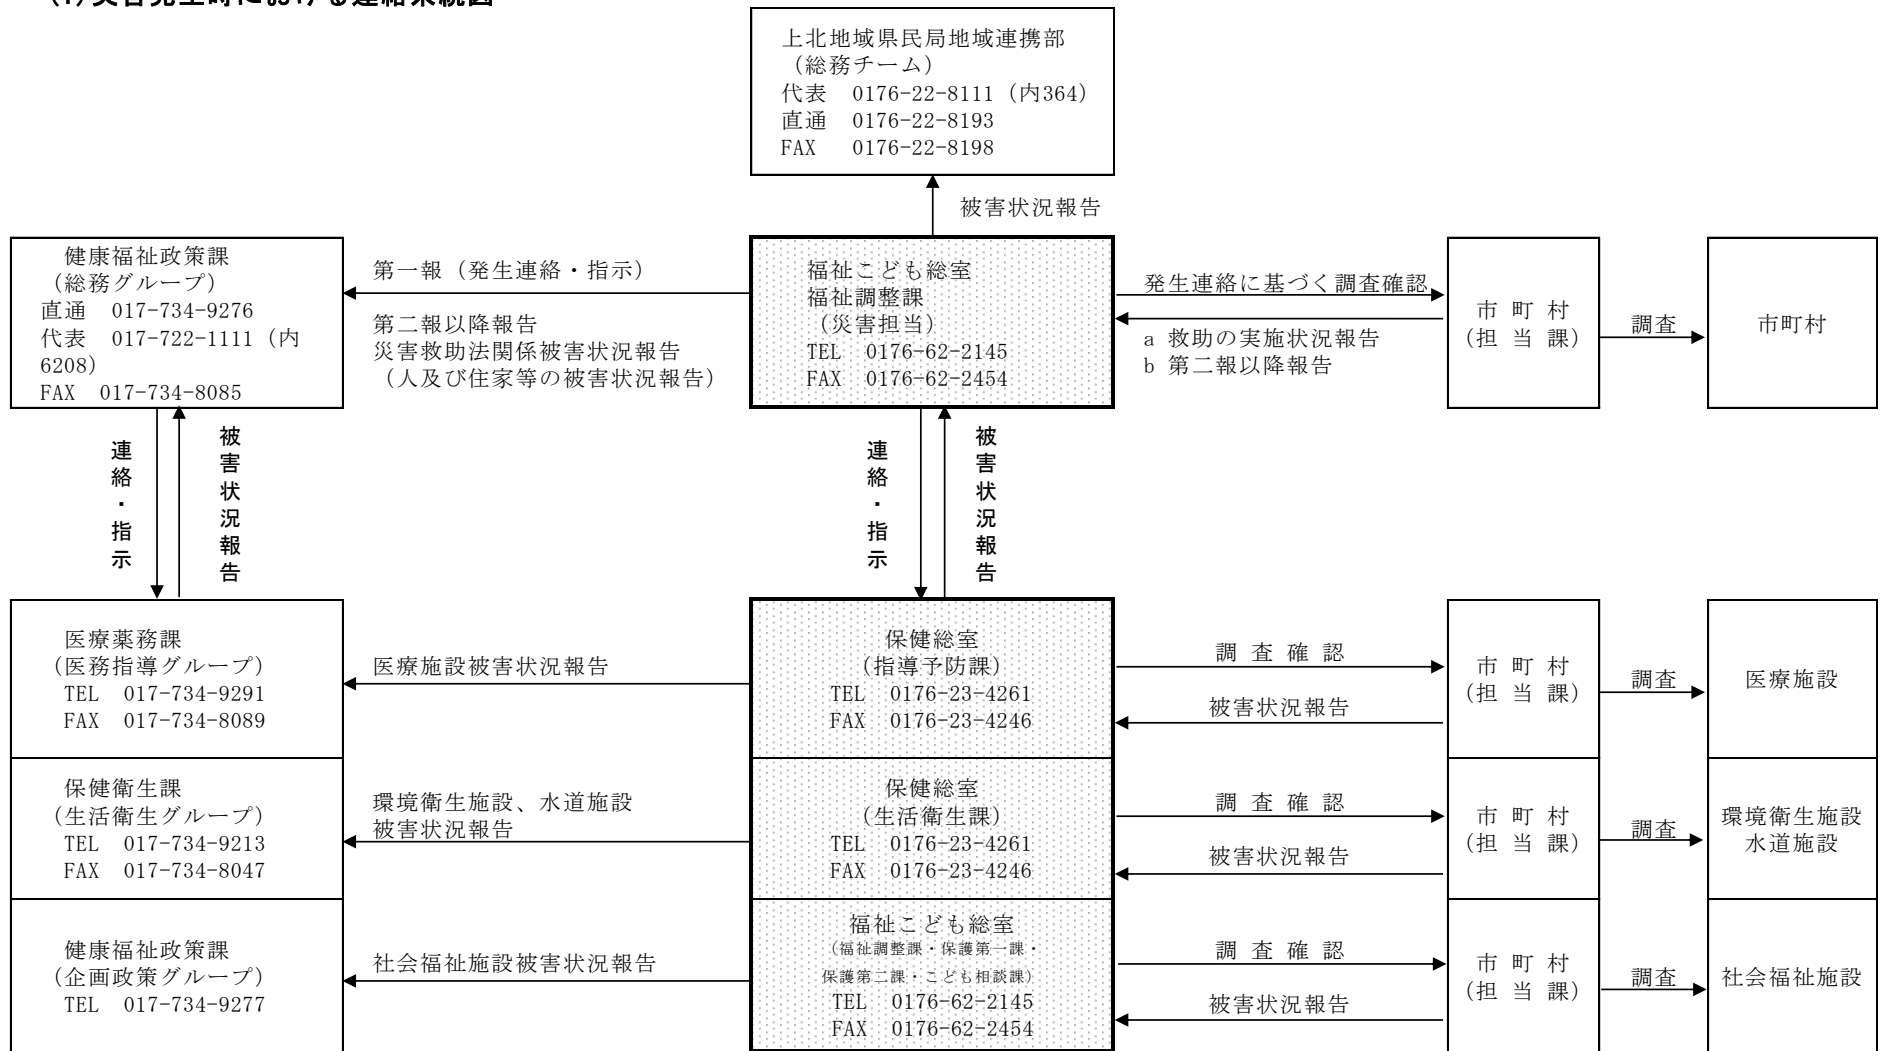 (1)災害発生時における連絡系統図
上北地域県民局地域連携部
（総務チーム）
代表　0176-22-8111（内364）
直通　0176-22-8193
FAX　0176-22-8198
被害状況報告
健康福祉政策課
（総務グループ）
直通　017-734-9276
代表　017-722-1111（内
6208）
FAX　017-734-8085
第一報（発生連絡・指示）
第二報以降報告
災害救助法関係被害状況報告
（人及び住家等の被害状況報告）
福祉こども総室
福祉調整課
（災害担当）
TEL　0176-62-2145
FAX　0176-62-2454
発生連絡に基づく調査確認
a 救助の実施状況報告
b 第二報以降報告
市 町 村
(担 当 課)
調査
市町村
連絡・指示
被害状況報告
連絡・指示
被害状況報告
医療薬務課
（医務指導グループ）
TEL　017-734-9291
FAX　017-734-8089
医療施設被害状況報告
保健総室
（指導予防課）
TEL　0176-23-4261
FAX　0176-23-4246
調 査 確 認
被害状況報告
市 町 村
(担 当 課)
調査
医療施設
保健衛生課
（生活衛生グループ）
TEL　017-734-9213
FAX　017-734-8047
環境衛生施設、水道施設
被害状況報告
保健総室
（生活衛生課）
TEL　0176-23-4261
FAX　0176-23-4246
調 査 確 認
被害状況報告
市 町 村
(担 当 課)
調査
環境衛生施設
水道施設
健康福祉政策課
（企画政策グループ）
TEL　017-734-9277
社会福祉施設被害状況報告
福祉こども総室
（福祉調整課・保護第一課・
保護第二課・こども相談課）
TEL　0176-62-2145
FAX　0176-62-2454
調 査 確 認
被害状況報告
市 町 村
(担 当 課)
調査
社会福祉施設